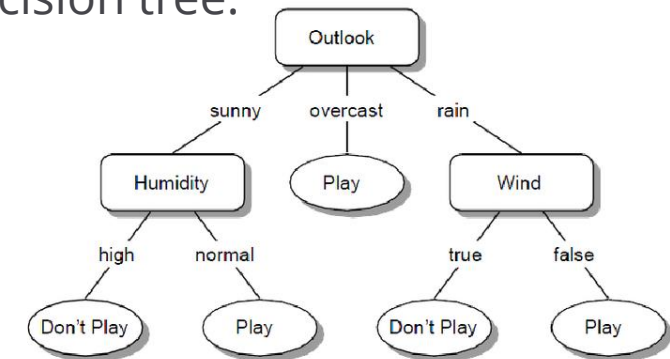 cision tree.
Outlook
sunny overcast rain
Humidity Play Wind
high normal true false
Don't Play Play Don't Play Play